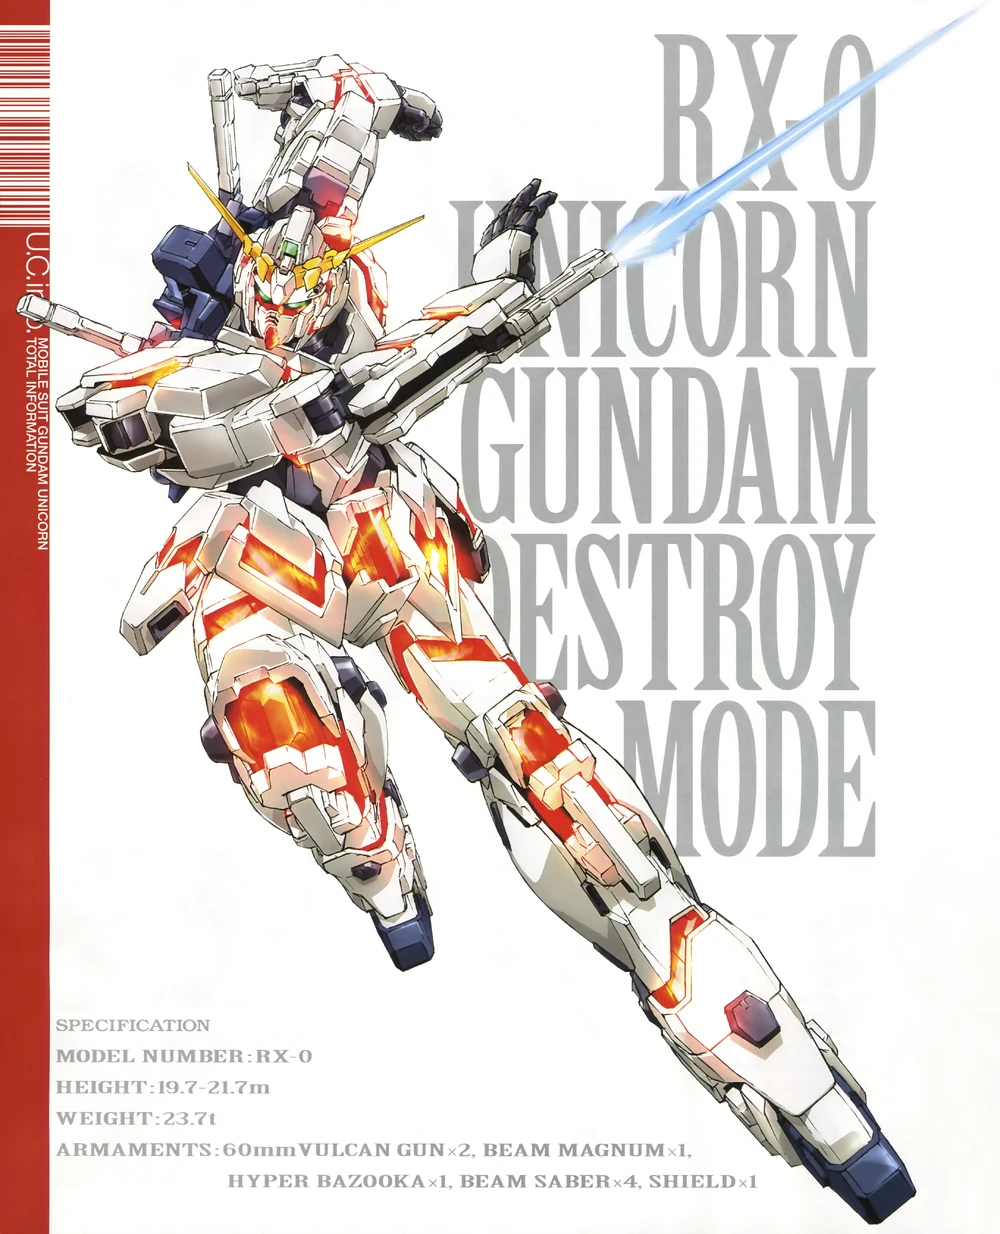 RX-0
UNICORN
GUNDAM
DESTROY
MODE
MOBILE SUIT GUNDAM UNICORN
TOTAL INFORMATION
SPECIFICATION
MODEL NUMBER:RX-0
HEIGHT:19.7-21.7m
WEIGHT:23.7t
ARMAMENTS:60mmVULCAN GUN×2, BEAM MAGNUM×1,
HYPER BAZOOKA×1, BEAM SABER×4, SHIELD×1